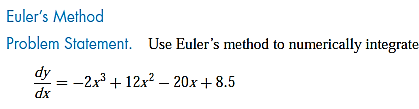 Euler's Method
Problem Statement. Use Euler's method to numerically integrate
dy/dx = −2x³ + 12x² − 20x + 8.5